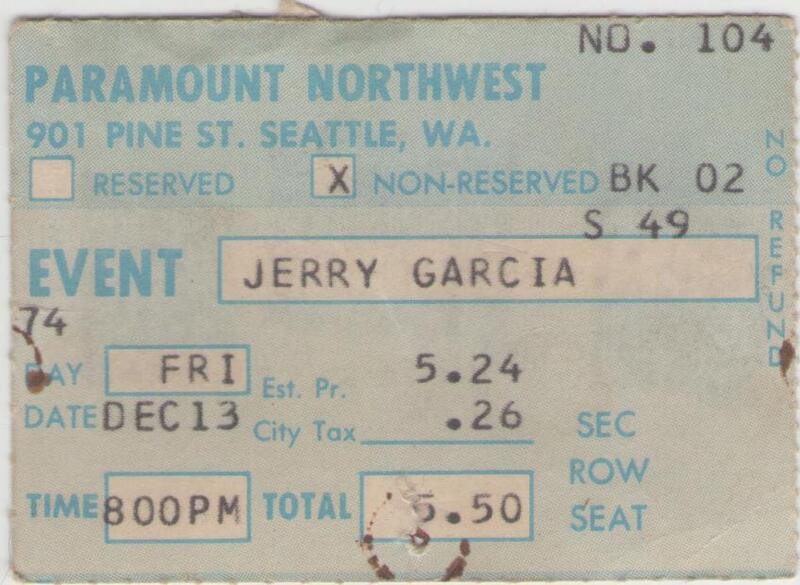 NO. 104
PARAMOUNT NORTHWEST
901 PINE ST. SEATTLE, WA.
RESERVED X NON-RESERVED BK 02
S 49
EVENT JERRY GARCIA
74
DAY FRI Est. Pr. 5.24
DATE DEC13 City Tax .26 SEC
ROW
TIME 800PM TOTAL 5.50 SEAT
NO REFUND